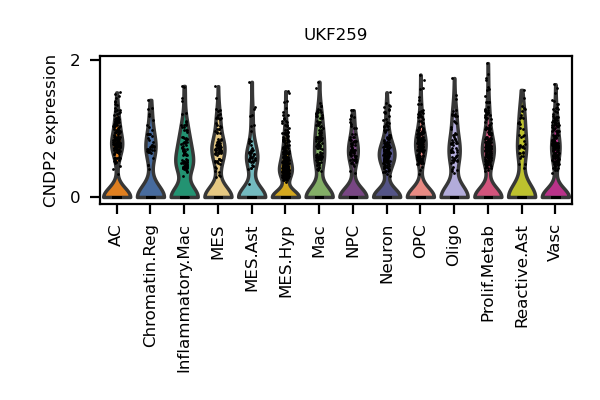 UKF259
CNDP2 expression
2
0
AC
Chromatin.Reg
Inflammatory.Mac
MES
MES.Ast
MES.Hyp
Mac
NPC
Neuron
OPC
Oligo
Prolif.Metab
Reactive.Ast
Vasc